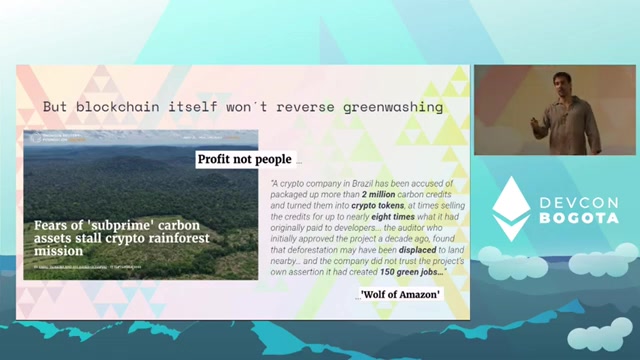 But blockchain itself won´t reverse greenwashing
Profit not people ...
Fears of 'subprime' carbon
assets stall crypto rainforest
mission
"A crypto company in Brazil has been accused of
packaged up more than 2 million carbon credits
and turned them into crypto tokens, at times selling
the credits for up to nearly eight times what it had
originally paid to developers... the auditor who
initially approved the project a decade ago, found
that deforestation may have been displaced to land
nearby... and the company did not trust the project's
own assertion it had created 150 green jobs..."
...'Wolf of Amazon'
DEVCON
BOGOTA